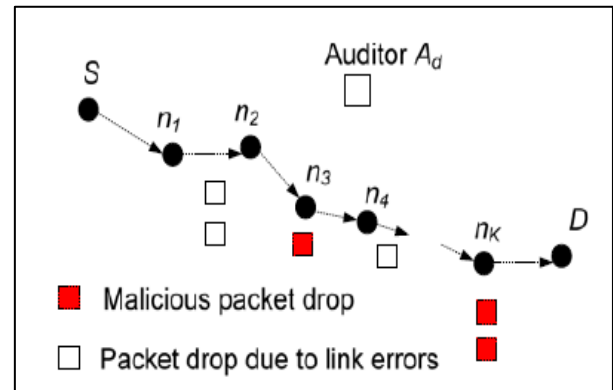 Auditor A_d
S
n_1
n_2
n_3
n_4
n_K
D
Malicious packet drop
Packet drop due to link errors